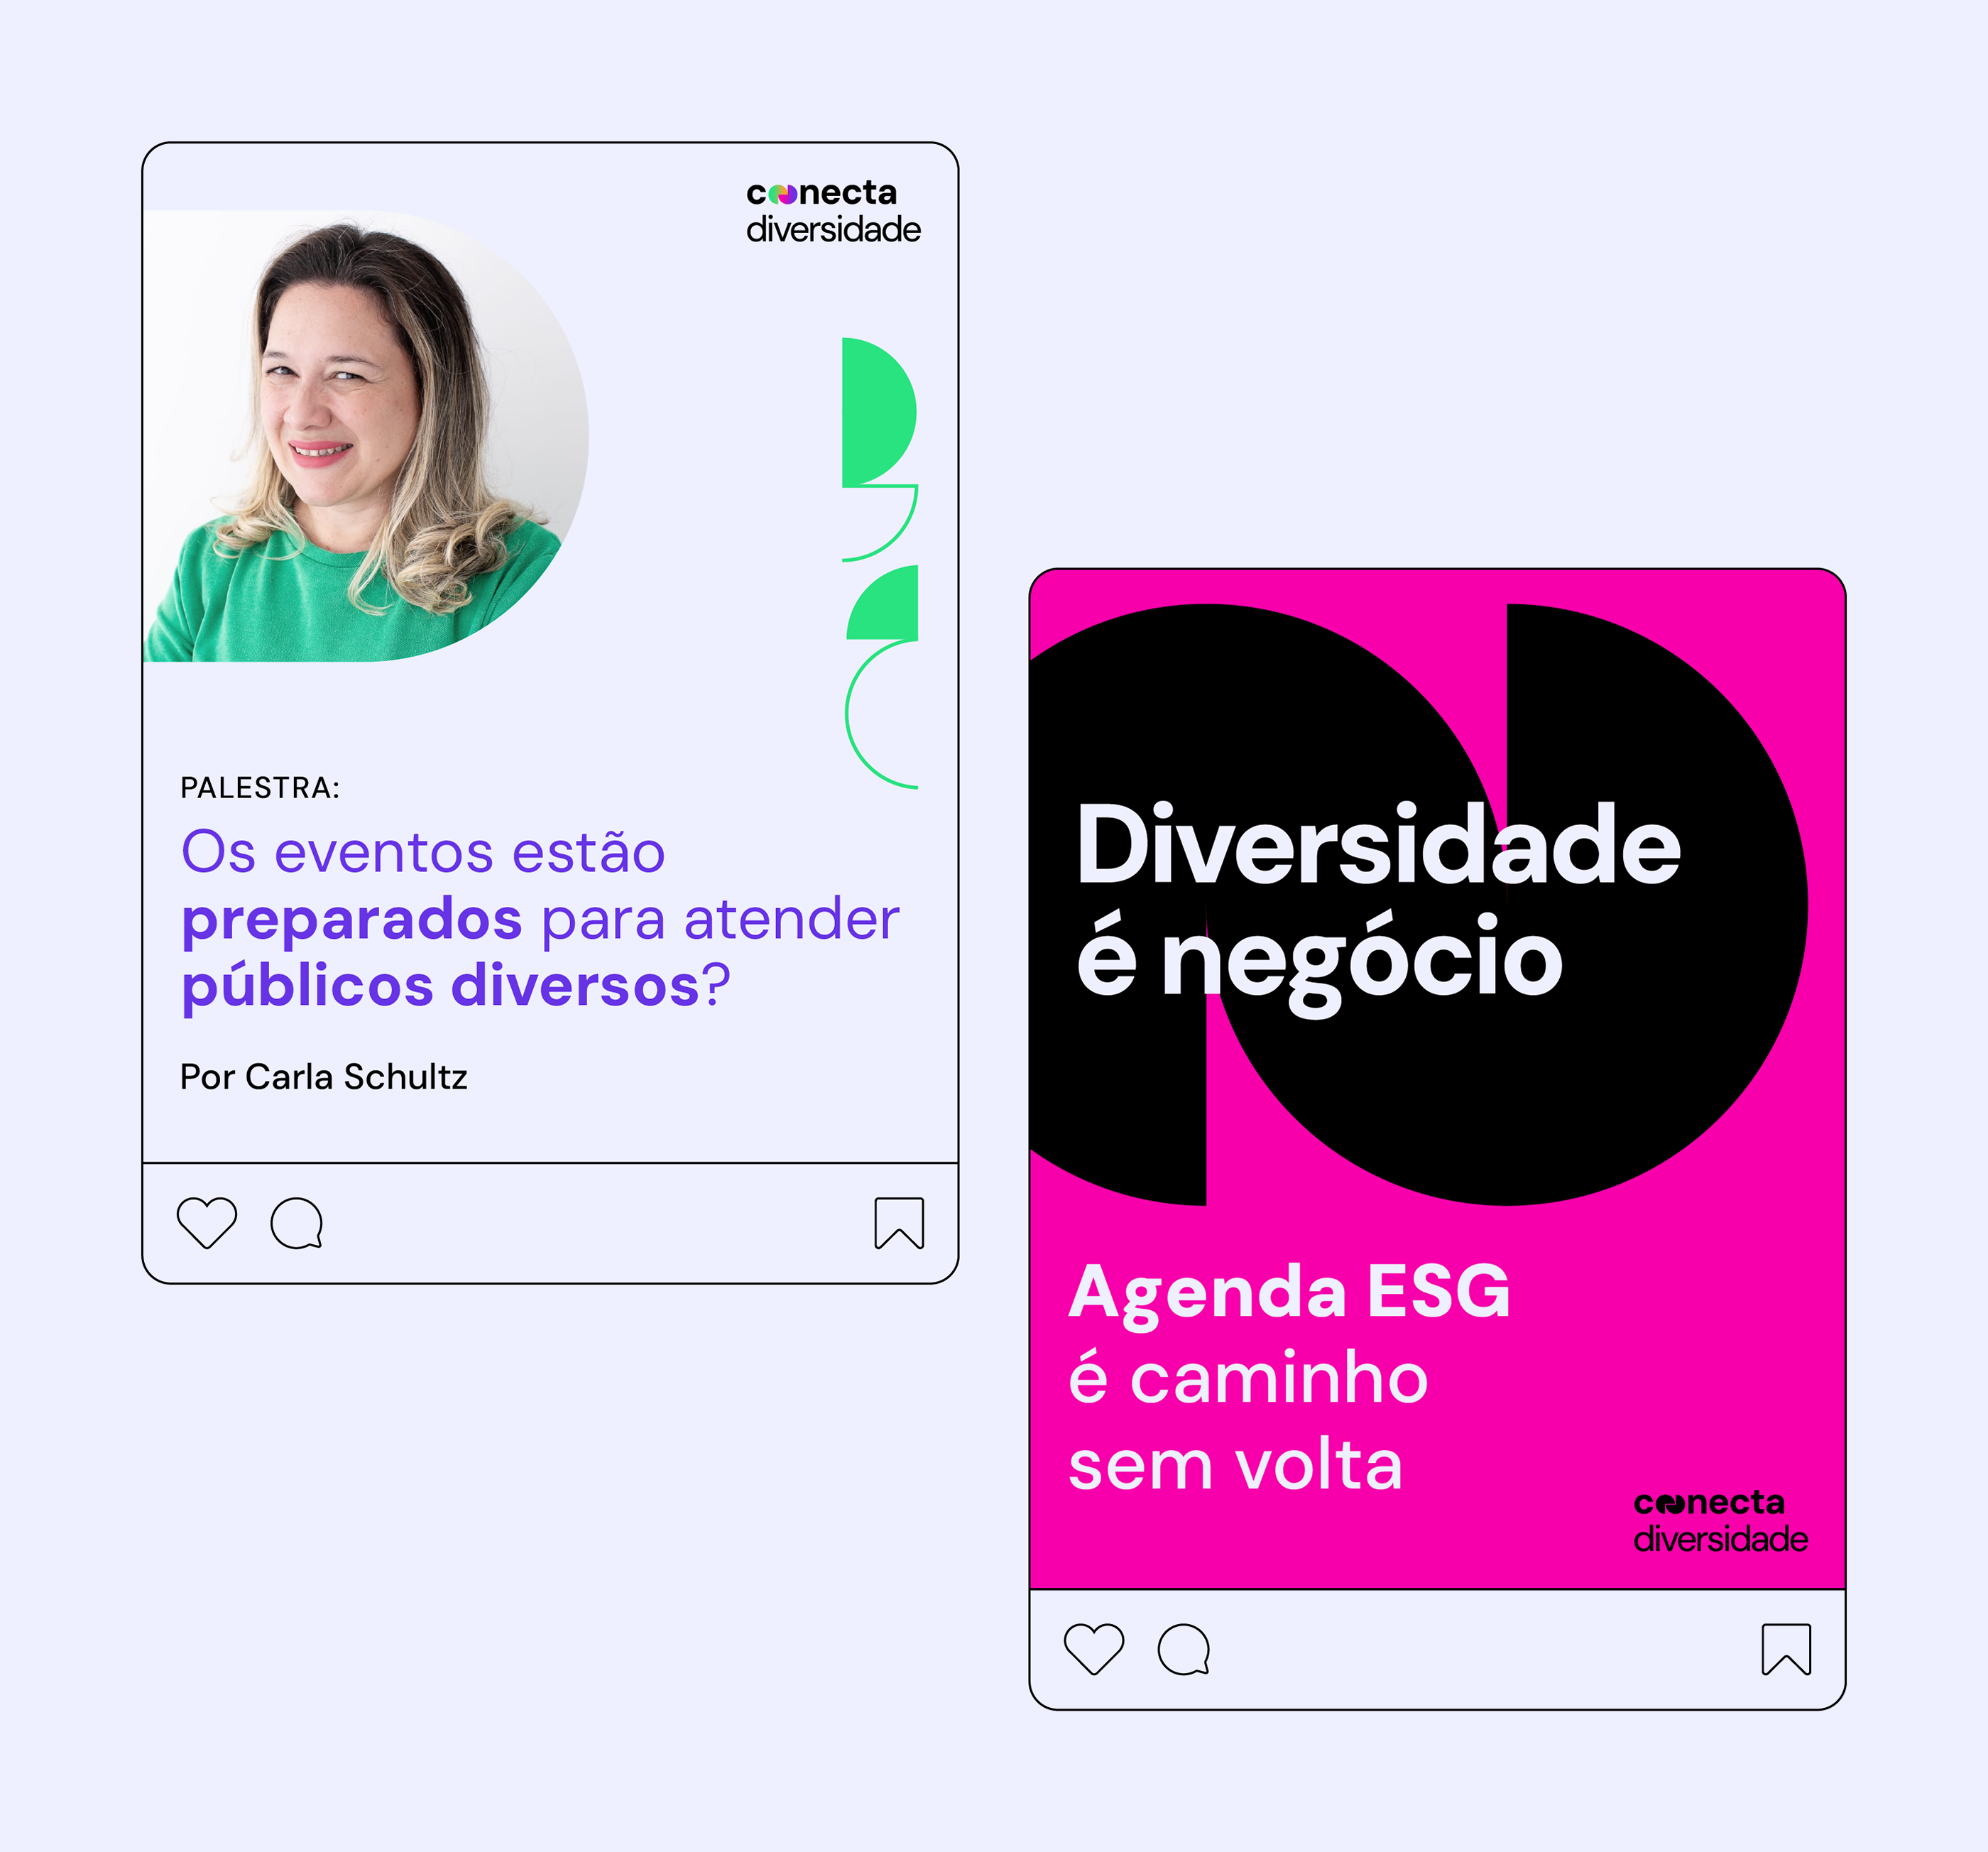 conecta
diversidade
PALESTRA:
Os eventos estão
preparados para atender
públicos diversos?
Por Carla Schultz
Diversidade
é negócio
Agenda ESG
é caminho
sem volta
conecta
diversidade